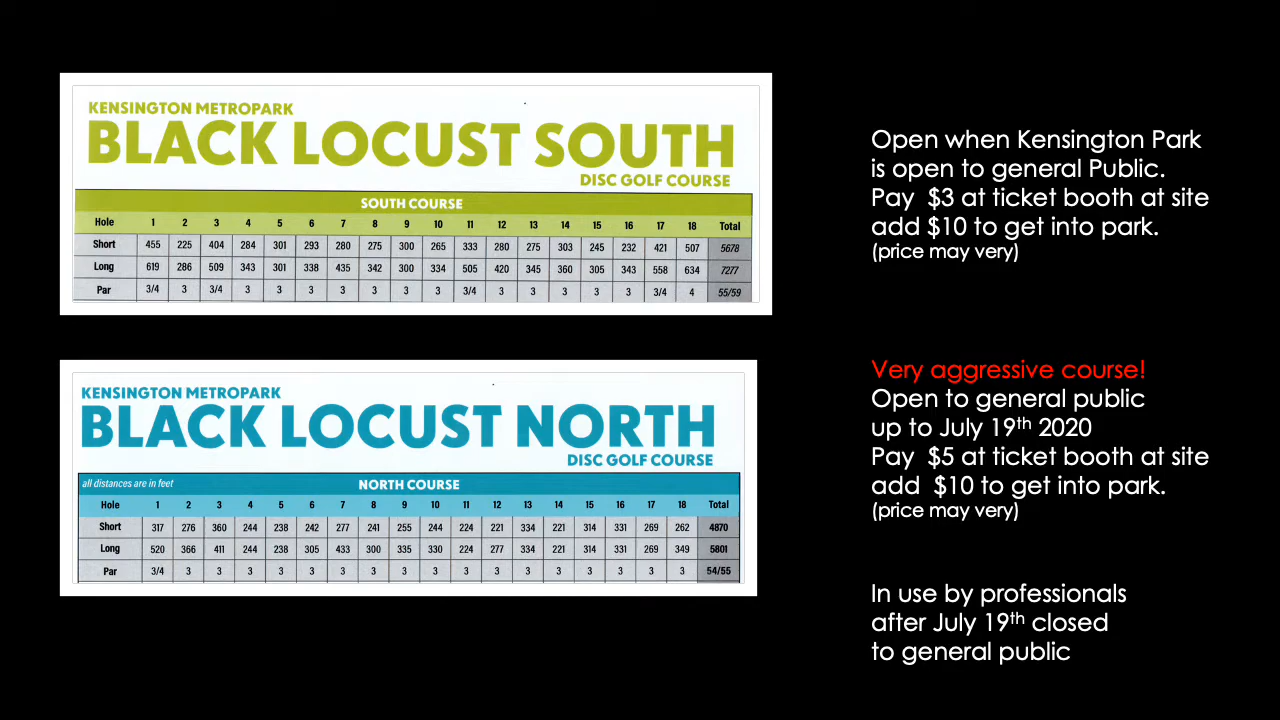 KENSINGTON METROPARK
BLACK LOCUST SOUTH
DISC GOLF COURSE
SOUTH COURSE
Hole 1 2 3 4 5 6 7 8 9 10 11 12 13 14 15 16 17 18 Total
Short 455 225 404 284 301 293 280 275 300 265 333 280 275 303 245 232 421 507 5678
Long 619 286 509 343 301 338 435 342 300 334 505 420 345 360 305 343 558 634 7277
Par 3/4 3 3/4 3 3 3 3 3 3 3 3/4 3 3 3 3 3 3/4 4 55/59
Open when Kensington Park
is open to general Public.
Pay $3 at ticket booth at site
add $10 to get into park.
(price may very)
KENSINGTON METROPARK
BLACK LOCUST NORTH
DISC GOLF COURSE
all distances are in feet NORTH COURSE
Hole 1 2 3 4 5 6 7 8 9 10 11 12 13 14 15 16 17 18 Total
Short 317 276 360 244 238 242 277 241 255 244 224 221 334 221 314 331 269 262 4870
Long 520 366 411 244 238 305 433 300 335 330 224 277 334 221 314 331 269 349 5801
Par 3/4 3 3 3 3 3 3 3 3 3 3 3 3 3 3 3 3 3 54/55
Very aggressive course!
Open to general public
up to July 19th 2020
Pay $5 at ticket booth at site
add $10 to get into park.
(price may very)
In use by professionals
after July 19th closed
to general public